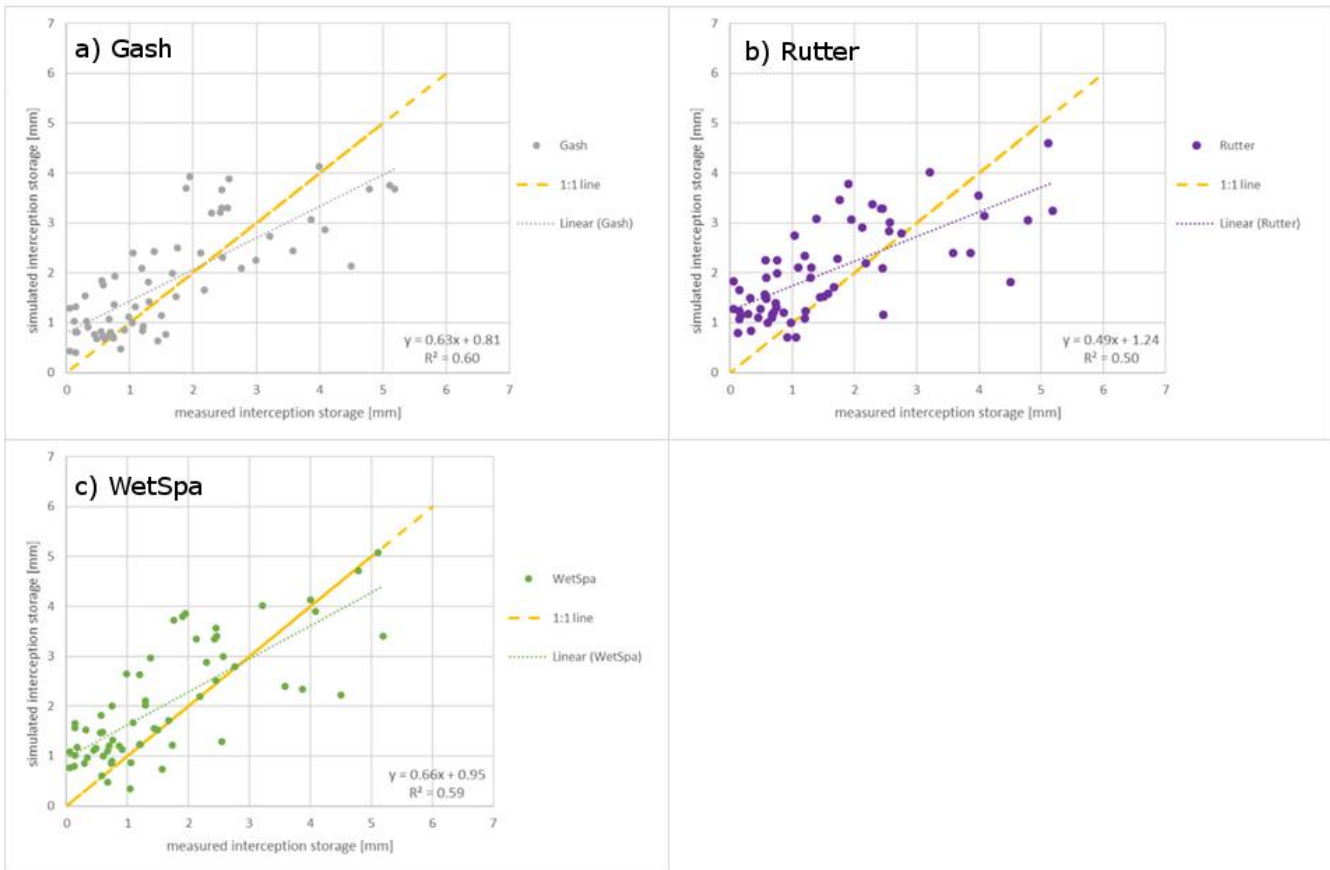 a) Gash
simulated interception storage [mm]
7
6
5
4
3
2
1
0
0 1 2 3 4 5 6 7
measured interception storage [mm]
y = 0.63x + 0.81
R² = 0.60
Gash
1:1 line
Linear (Gash)
b) Rutter
simulated interception storage [mm]
7
6
5
4
3
2
1
0
0 1 2 3 4 5 6 7
measured interception storage [mm]
y = 0.49x + 1.24
R² = 0.50
Rutter
1:1 line
Linear (Rutter)
c) WetSpa
simulated interception storage [mm]
7
6
5
4
3
2
1
0
0 1 2 3 4 5 6 7
measured interception storage [mm]
y = 0.66x + 0.95
R² = 0.59
WetSpa
1:1 line
Linear (WetSpa)